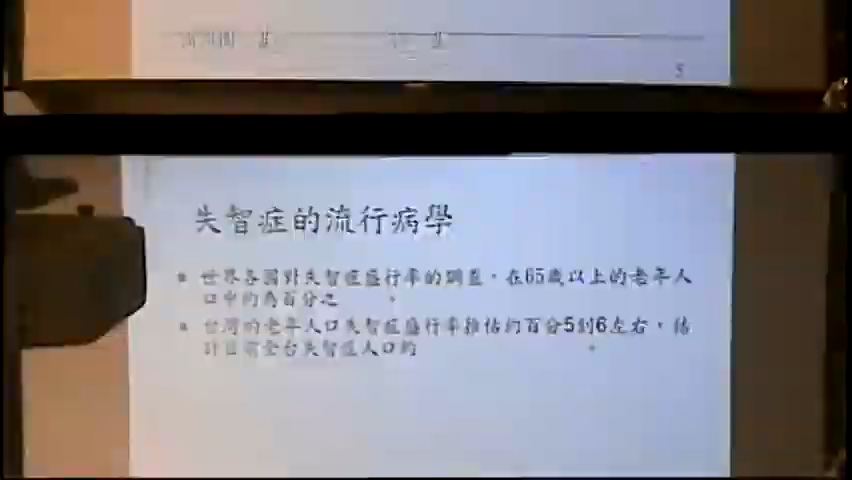 5
失智症的流行病學
世界各國對失智症盛行率的調查，在65歲以上的老年人
口中約為百分之
台灣的老年人口失智症盛行率推估約百分5到6左右，估
計目前全台失智症人口約